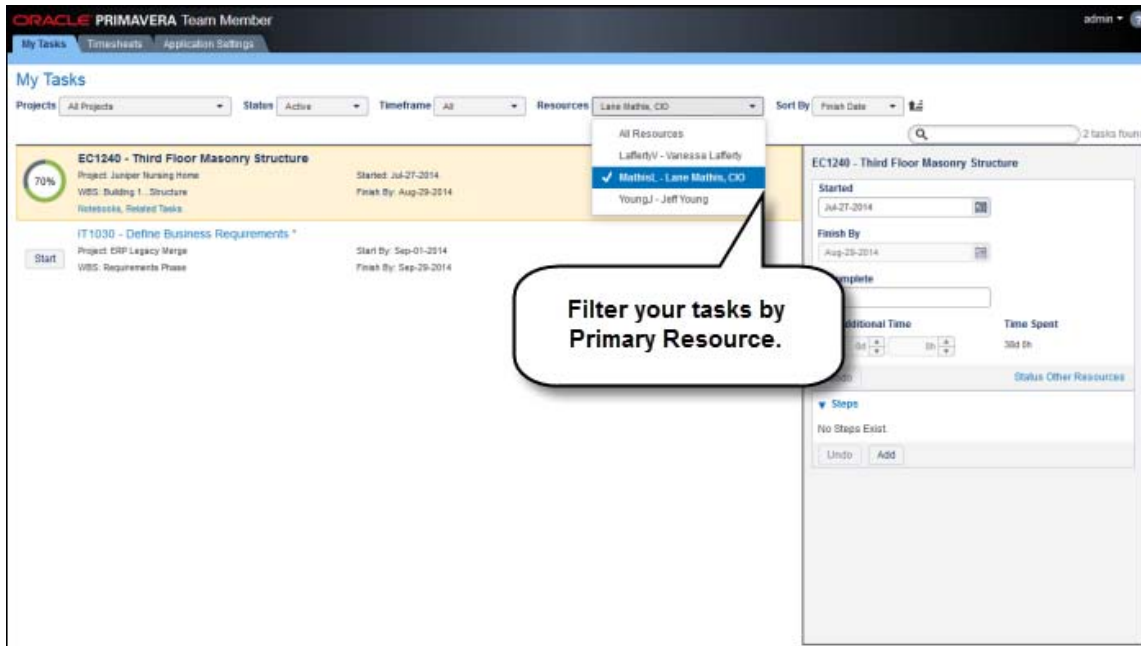 ORACLE PRIMAVERA Team Member
admin
My Tasks Timesheets Application Settings
My Tasks
Projects All Projects Status Active Timeframe All Resources Lane Mathis, CIO Sort By Finish Date
2 tasks foun
All Resources
LaffertyV - Vanessa Lafferty
MathisL - Lane Mathis, CIO
YoungJ - Jeff Young
70%
EC1240 - Third Floor Masonry Structure
Project: Juniper Nursing Home
Started: Jul-27-2014
WBS: Building 1...Structure
Finish By: Aug-29-2014
Notebooks, Related Tasks
Start
IT1030 - Define Business Requirements *
Project: ERP Legacy Merge
Start By: Sep-01-2014
WBS: Requirements Phase
Finish By: Sep-29-2014
Filter your tasks by
Primary Resource.
EC1240 - Third Floor Masonry Structure
Started
Jul-27-2014
Finish By
Aug-29-2014
mplete
dditional Time Time Spent
0d 0h 38d 0h
Status Other Resources
Steps
No Steps Exist.
Undo Add